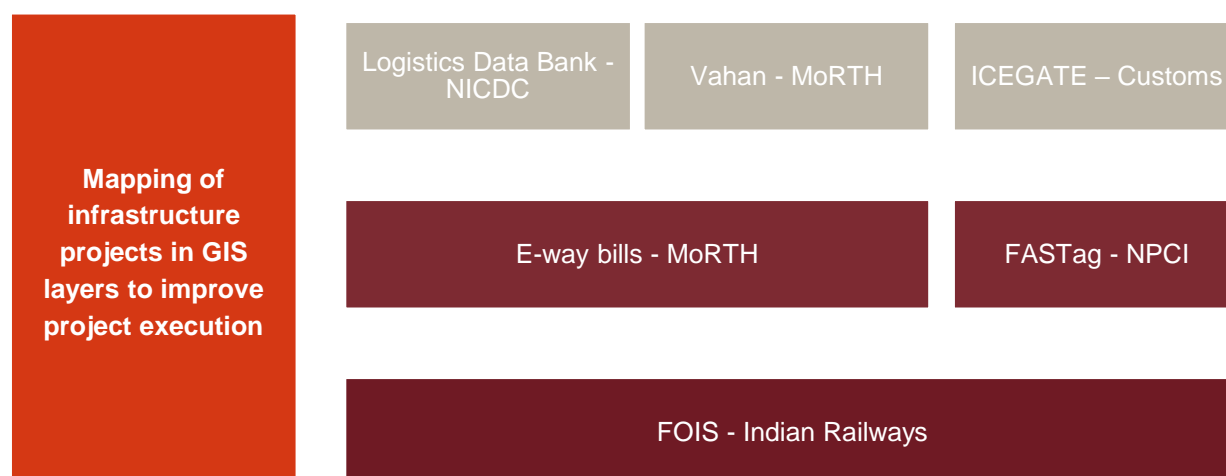 Mapping of
infrastructure
projects in GIS
layers to improve
project execution
Logistics Data Bank -
NICDC
Vahan - MoRTH
ICEGATE – Customs
E-way bills - MoRTH
FASTag - NPCI
FOIS - Indian Railways